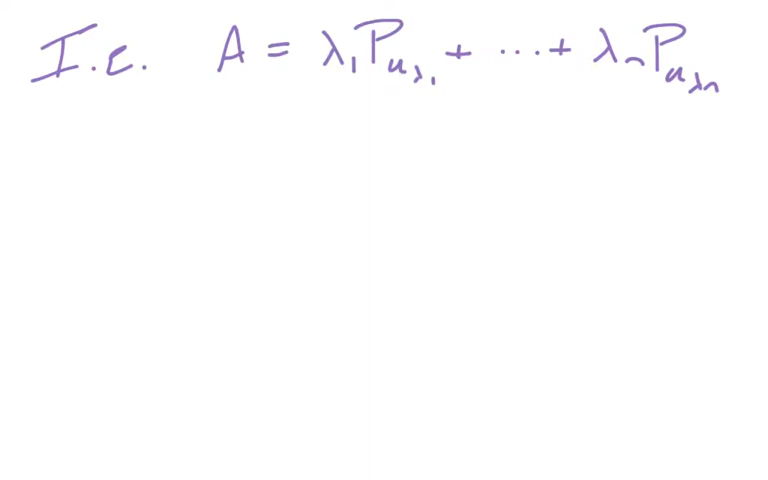 I.e. A = λ₁P_{u_{λ₁}} + ... + λₙP_{u_{λₙ}}